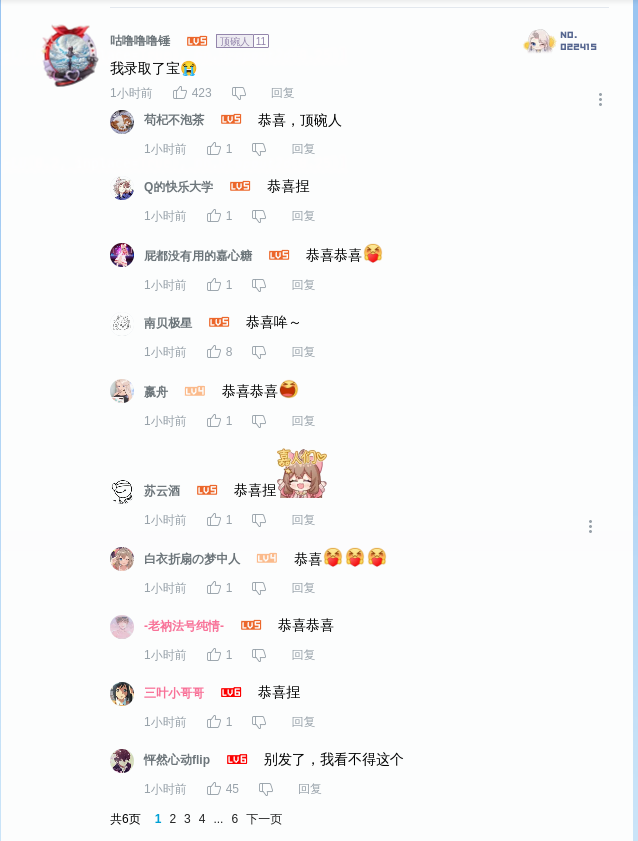 咕噜噜噜锤 LV5 顶碗人 11 NO.
022415
我录取了宝😭
1小时前 423 回复
苟杞不泡茶 LV5 恭喜，顶碗人
1小时前 1 回复
Q的快乐大学 LV5 恭喜捏
1小时前 1 回复
屁都没有用的嘉心糖 LV5 恭喜恭喜
1小时前 1 回复
南贝极星 LV5 恭喜哞～
1小时前 8 回复
嬴舟 LV4 恭喜恭喜
1小时前 1 回复
嘉人们
苏云酒 LV5 恭喜捏
1小时前 1 回复
白衣折扇の梦中人 LV4 恭喜
1小时前 1 回复
-老衲法号纯情- LV5 恭喜恭喜
1小时前 1 回复
三叶小哥哥 LV6 恭喜捏
1小时前 1 回复
怦然心动flip LV6 别发了，我看不得这个
1小时前 45 回复
共6页 1 2 3 4 ... 6 下一页